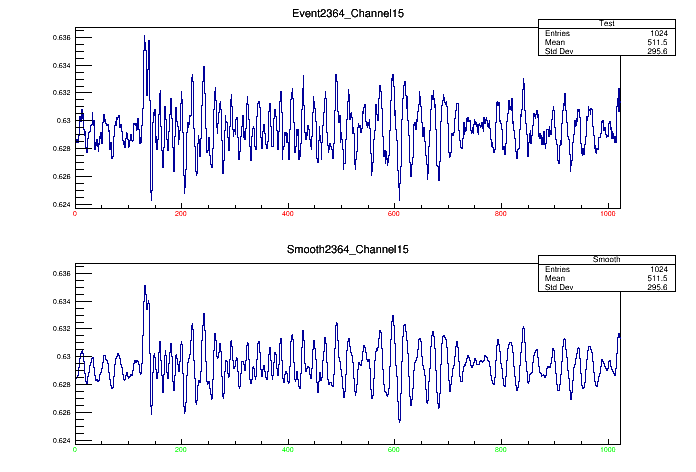 Event2364_Channel15
Test
Entries 1024
Mean 511.5
Std Dev 295.6
0.636
0.634
0.632
0.63
0.628
0.626
0.624
0 200 400 600 800 1000
Smooth2364_Channel15
Smooth
Entries 1024
Mean 511.5
Std Dev 295.6
0.636
0.634
0.632
0.63
0.628
0.626
0.624
0 200 400 600 800 1000